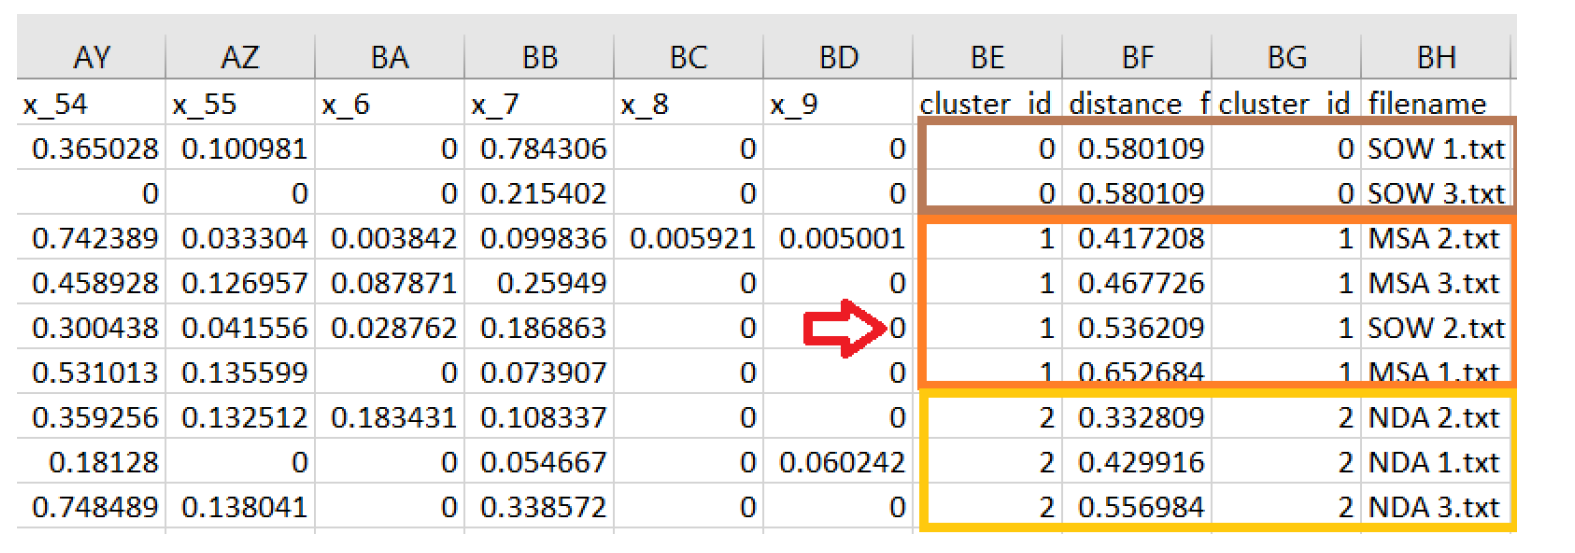 AY AZ BA BB BC BD BE BF BG BH
x_54 x_55 x_6 x_7 x_8 x_9 cluster_id distance_f cluster_id filename
0.365028 0.100981 0 0.784306 0 0 0 0.580109 0 SOW 1.txt
0 0 0 0.215402 0 0 0 0.580109 0 SOW 3.txt
0.742389 0.033304 0.003842 0.099836 0.005921 0.005001 1 0.417208 1 MSA 2.txt
0.458928 0.126957 0.087871 0.25949 0 0 1 0.467726 1 MSA 3.txt
0.300438 0.041556 0.028762 0.186863 0 0 1 0.536209 1 SOW 2.txt
0.531013 0.135599 0 0.073907 0 0 1 0.652684 1 MSA 1.txt
0.359256 0.132512 0.183431 0.108337 0 0 2 0.332809 2 NDA 2.txt
0.18128 0 0 0.054667 0 0.060242 2 0.429916 2 NDA 1.txt
0.748489 0.138041 0 0.338572 0 0 2 0.556984 2 NDA 3.txt